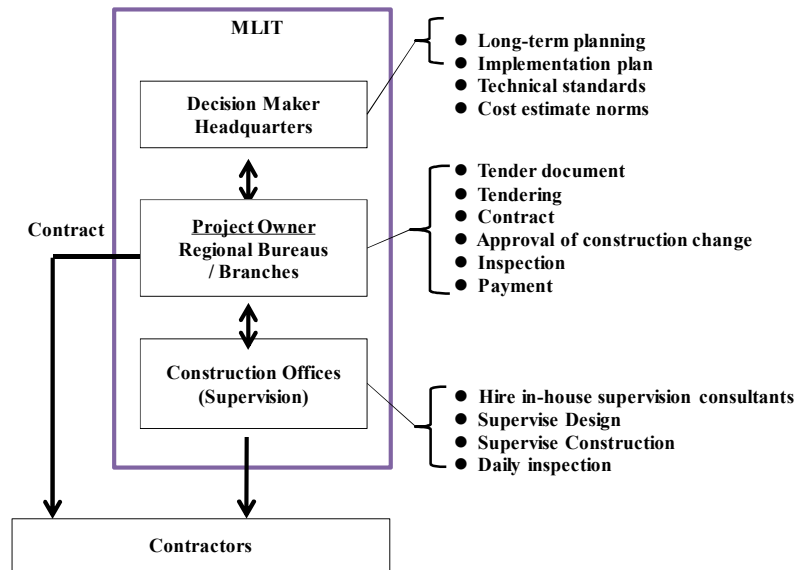 MLIT
Decision Maker
Headquarters
● Long-term planning
● Implementation plan
● Technical standards
● Cost estimate norms
Contract
Project Owner
Regional Bureaus
/ Branches
● Tender document
● Tendering
● Contract
● Approval of construction change
● Inspection
● Payment
Construction Offices
(Supervision)
● Hire in-house supervision consultants
● Supervise Design
● Supervise Construction
● Daily inspection
Contractors